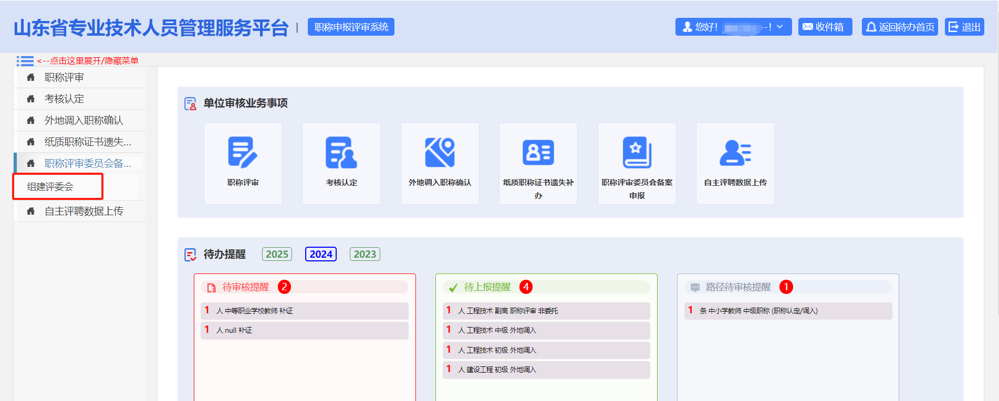 山东省专业技术人员管理服务平台 | 职称申报评审系统
您好! --! 收件箱 返回待办首页 退出
<--点击这里展开/隐藏菜单
职称评审
考核认定
外地调入职称确认
纸质职称证书遗失...
职称评审委员会备...
组建评委会
自主评聘数据上传
单位审核业务事项
职称评审
考核认定
外地调入职称确认
纸质职称证书遗失补
办
职称评审委员会备案
申报
自主评聘数据上传
待办提醒 2025 2024 2023
待审核提醒 2
1 人 中等职业学校教师 补证
1 人 null 补证
待上报提醒 4
1 人 工程技术 副高 职称评审 非委托
1 人 工程技术 中级 外地调入
1 人 工程技术 初级 外地调入
1 人 建设工程 初级 外地调入
路径待审核提醒 1
1 条 中小学教师 中级职称 (职称认定/调入)